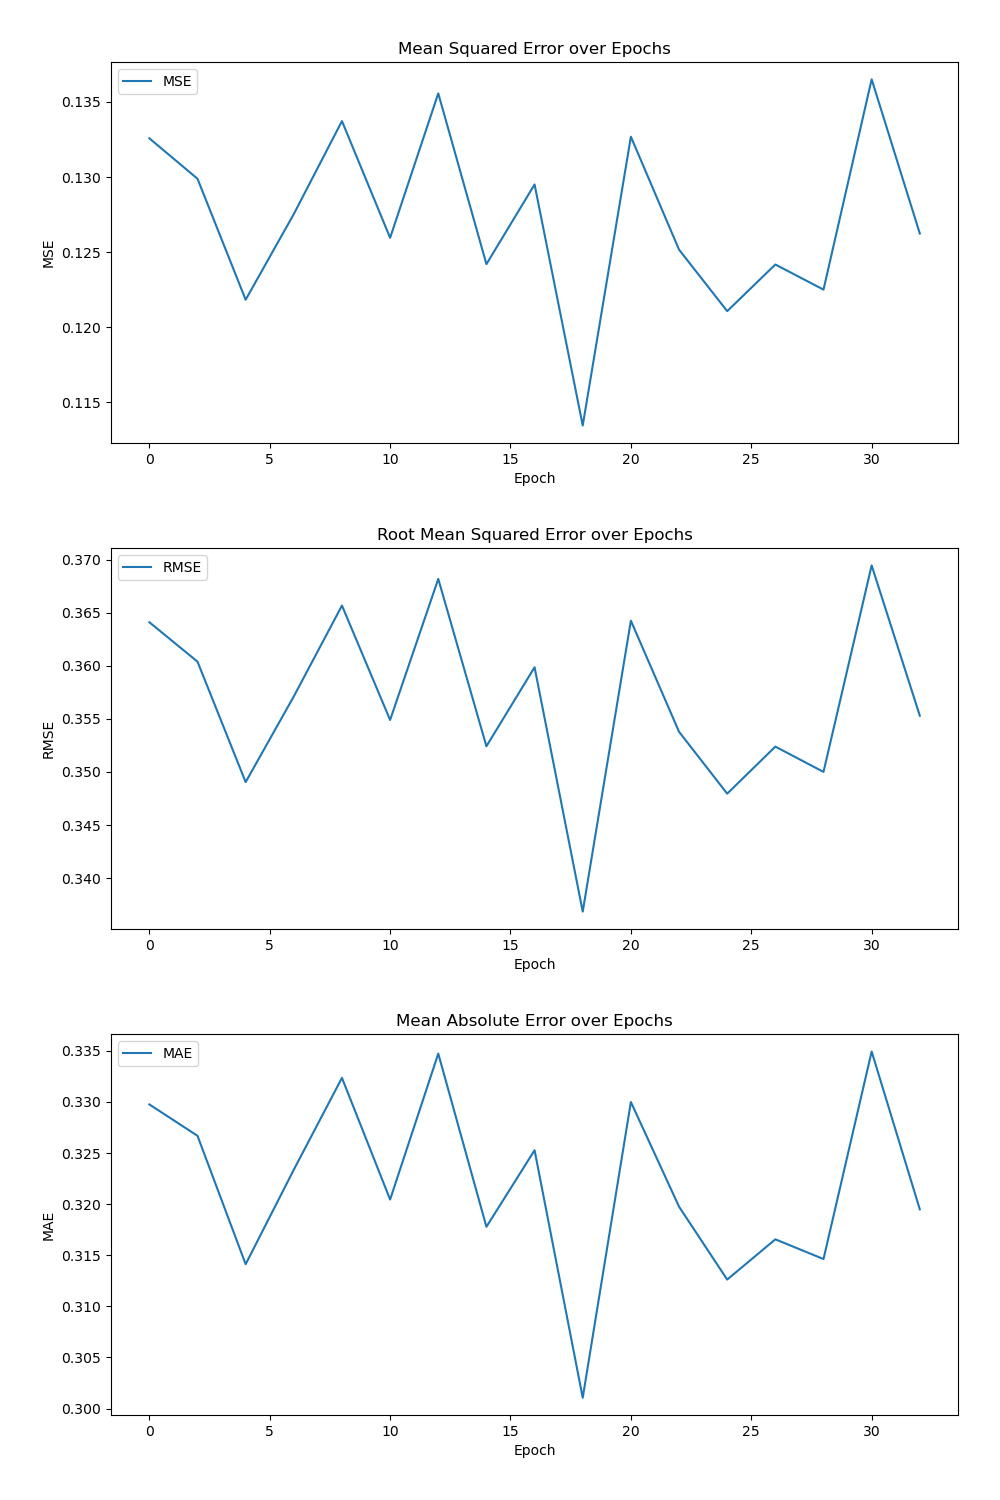 Mean Squared Error over Epochs
MSE
0.135
0.130
0.125
0.120
0.115
MSE
0 5 10 15 20 25 30
Epoch
Root Mean Squared Error over Epochs
RMSE
0.370
0.365
0.360
0.355
0.350
0.345
0.340
RMSE
0 5 10 15 20 25 30
Epoch
Mean Absolute Error over Epochs
MAE
0.335
0.330
0.325
0.320
0.315
0.310
0.305
0.300
MAE
0 5 10 15 20 25 30
Epoch